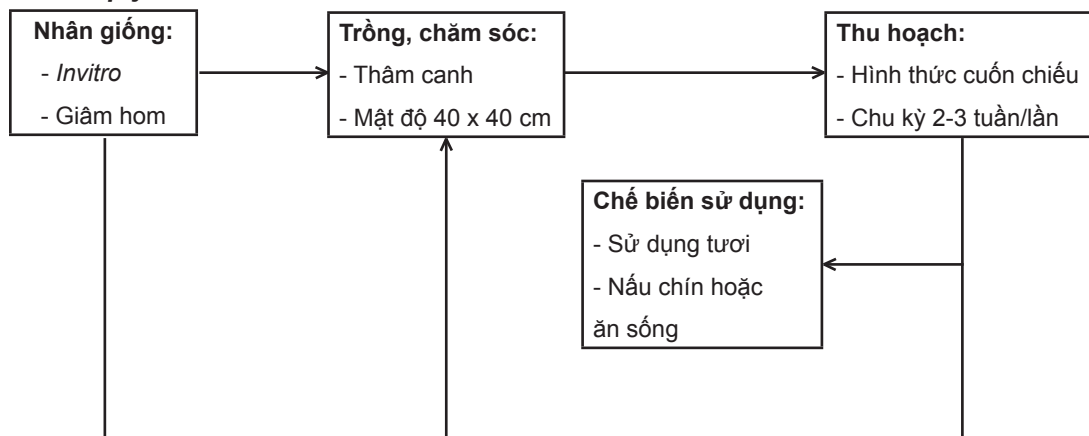 Nhân giống:
- Invitro
- Giâm hom
Trồng, chăm sóc:
- Thâm canh
- Mật độ 40 x 40 cm
Thu hoạch:
- Hình thức cuốn chiếu
- Chu kỳ 2-3 tuần/lần
Chế biến sử dụng:
- Sử dụng tươi
- Nấu chín hoặc
ăn sống